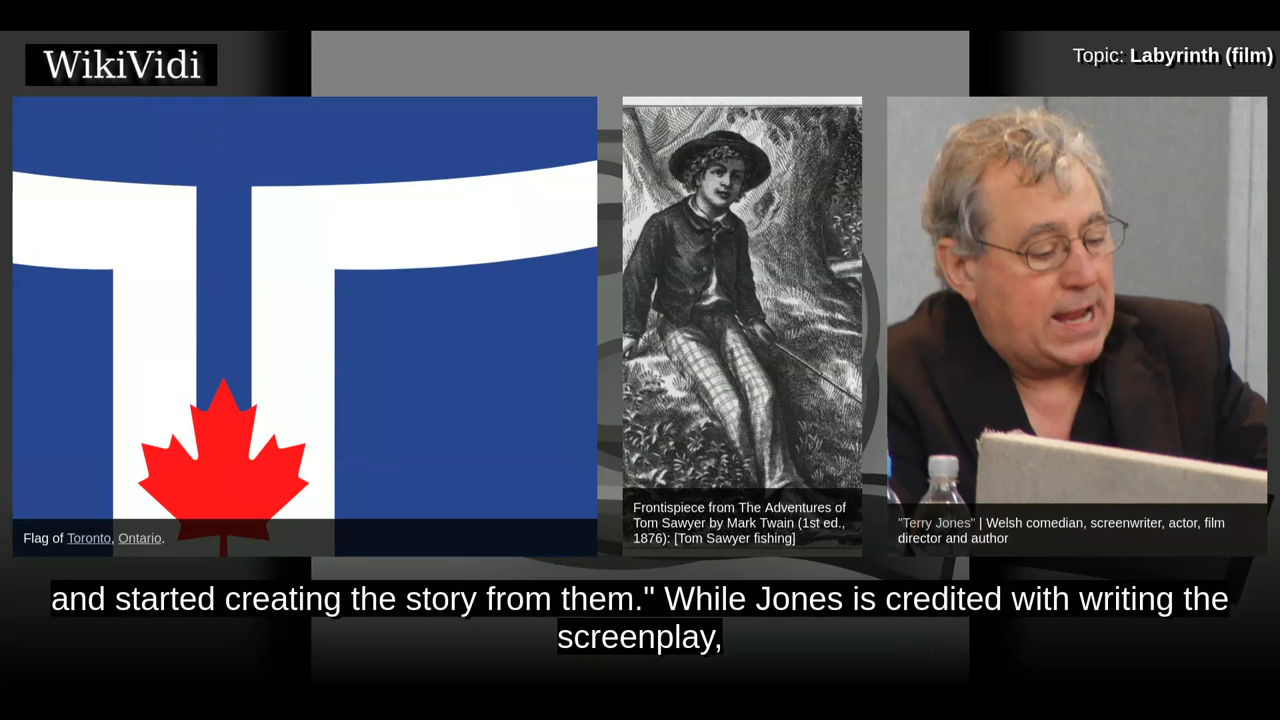 WikiVidi
Topic: Labyrinth (film)
Flag of Toronto, Ontario.
Frontispiece from The Adventures of
Tom Sawyer by Mark Twain (1st ed.,
1876): [Tom Sawyer fishing]
"Terry Jones" | Welsh comedian, screenwriter, actor, film
director and author
and started creating the story from them." While Jones is credited with writing the
screenplay,